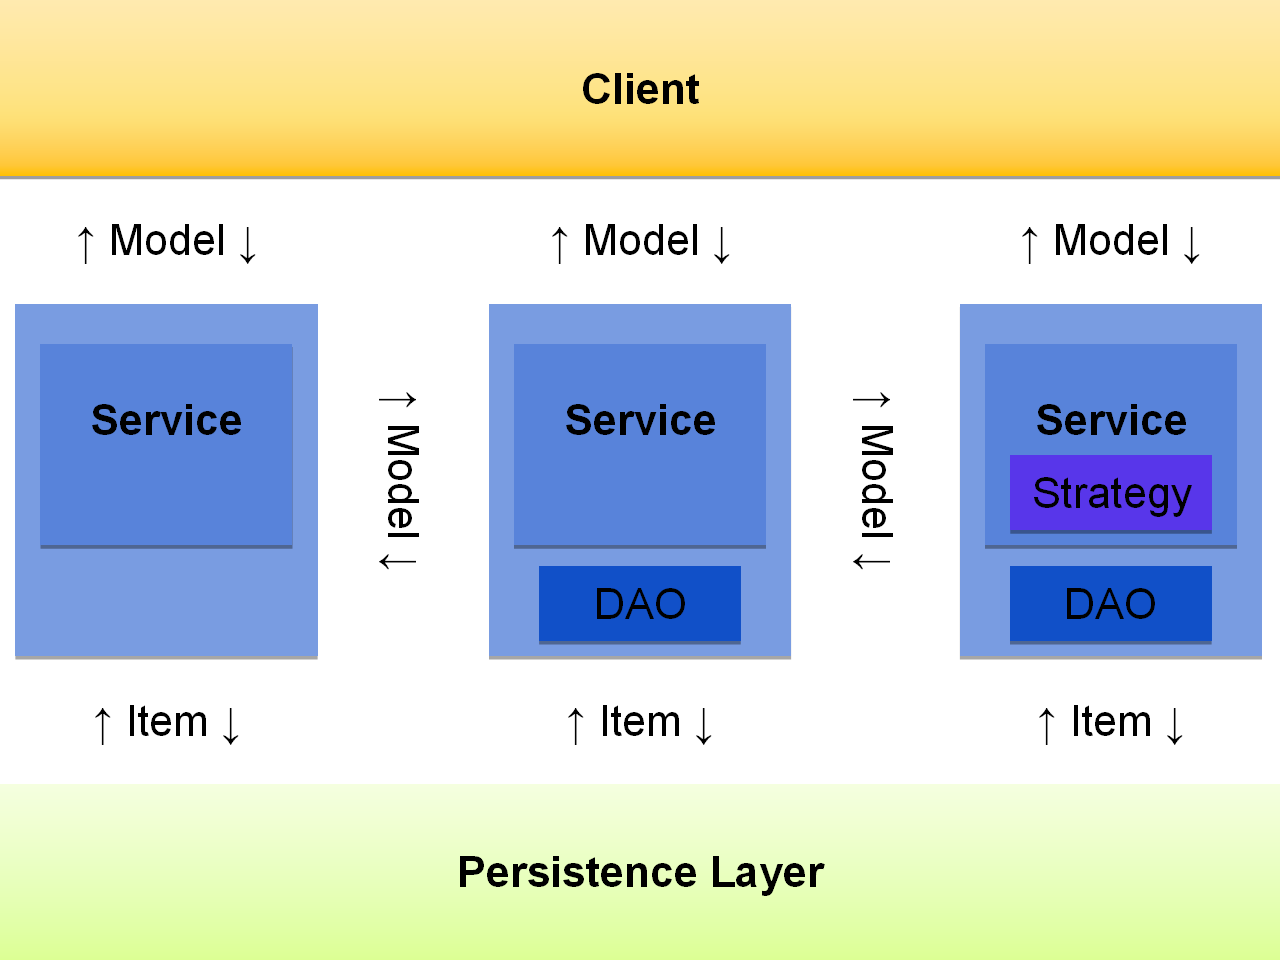 Client
↑ Model ↓
↑ Model ↓
↑ Model ↓
Service
→ Model ←
Service
DAO
→ Model ←
Service
Strategy
DAO
↑ Item ↓
↑ Item ↓
↑ Item ↓
Persistence Layer